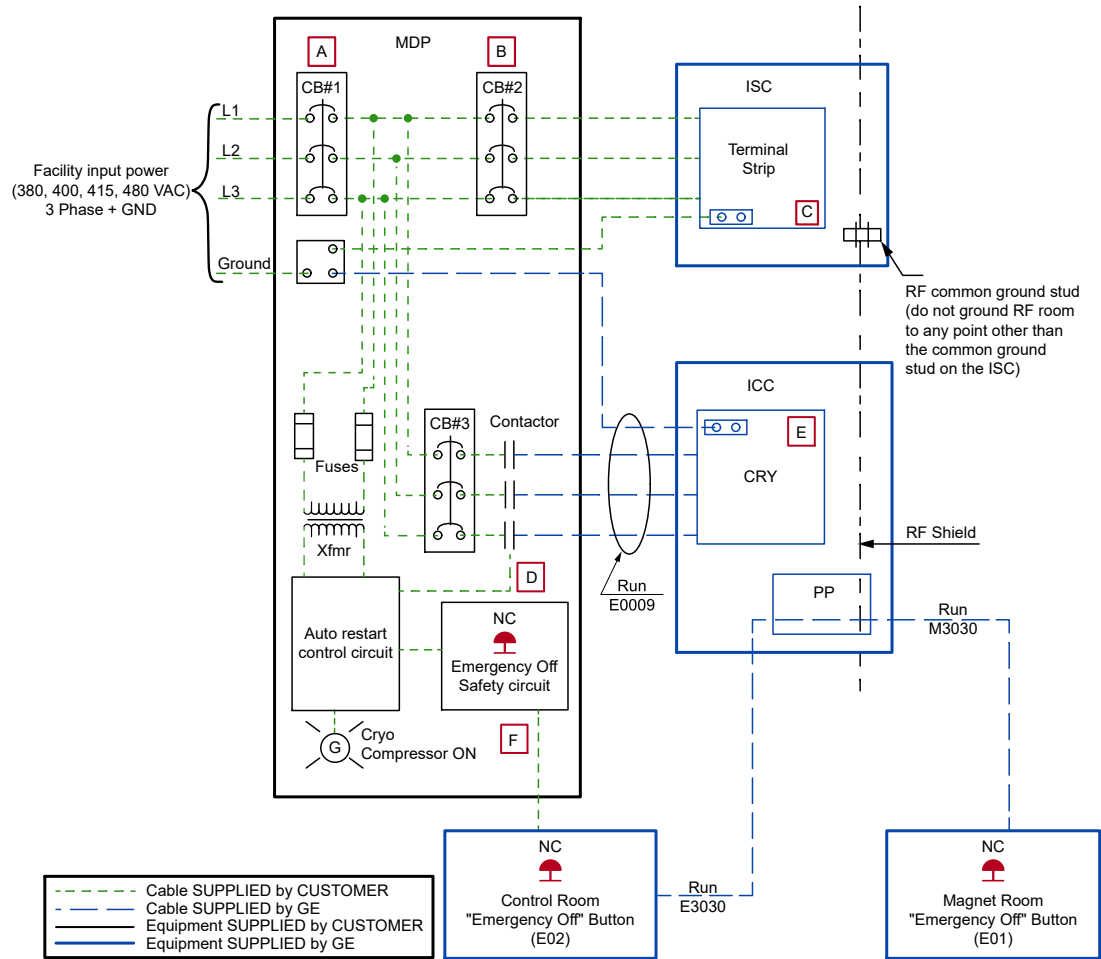 MDP
A
B
CB#1
CB#2
ISC
L1
L2
L3
Terminal
Strip
C
Facility input power
(380, 400, 415, 480 VAC)
3 Phase + GND
Ground
RF common ground stud
(do not ground RF room
to any point other than
the common ground
stud on the ISC)
ICC
CB#3
Contactor
E
CRY
Fuses
Xfmr
RF Shield
D
Run
E0009
PP
Run
M3030
Auto restart
control circuit
NC
Emergency Off
Safety circuit
F
G
Cryo
Compressor ON
NC
Control Room
"Emergency Off" Button
(E02)
Run
E3030
NC
Magnet Room
"Emergency Off" Button
(E01)
Cable SUPPLIED by CUSTOMER
Cable SUPPLIED by GE
Equipment SUPPLIED by CUSTOMER
Equipment SUPPLIED by GE